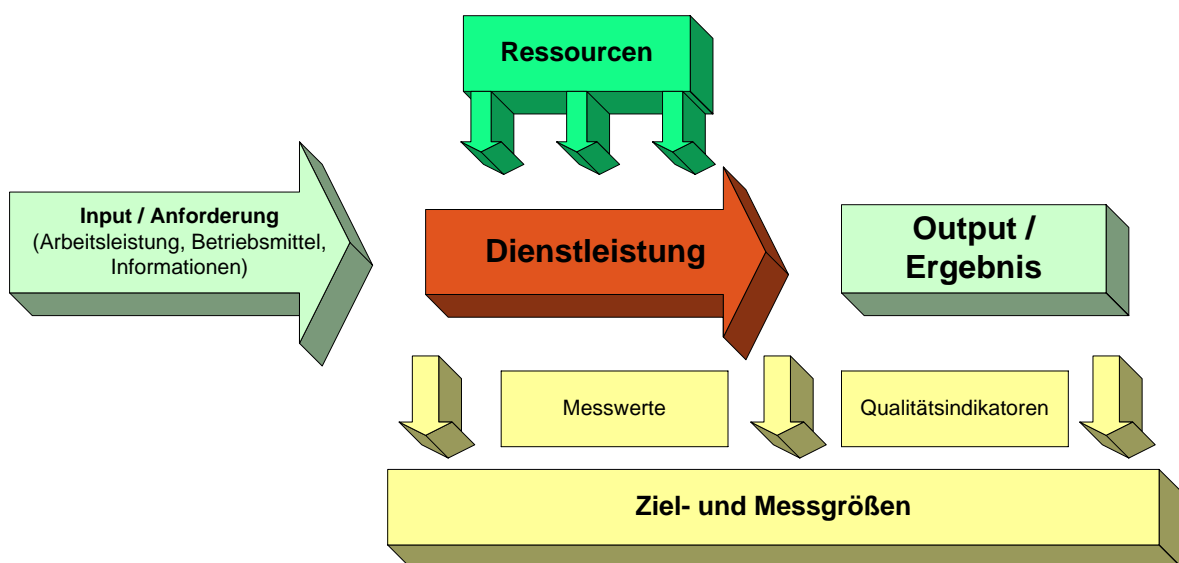 Ressourcen
Input / Anforderung
(Arbeitsleistung, Betriebsmittel,
Informationen)
Dienstleistung
Output /
Ergebnis
Messwerte
Qualitätsindikatoren
Ziel- und Messgrößen